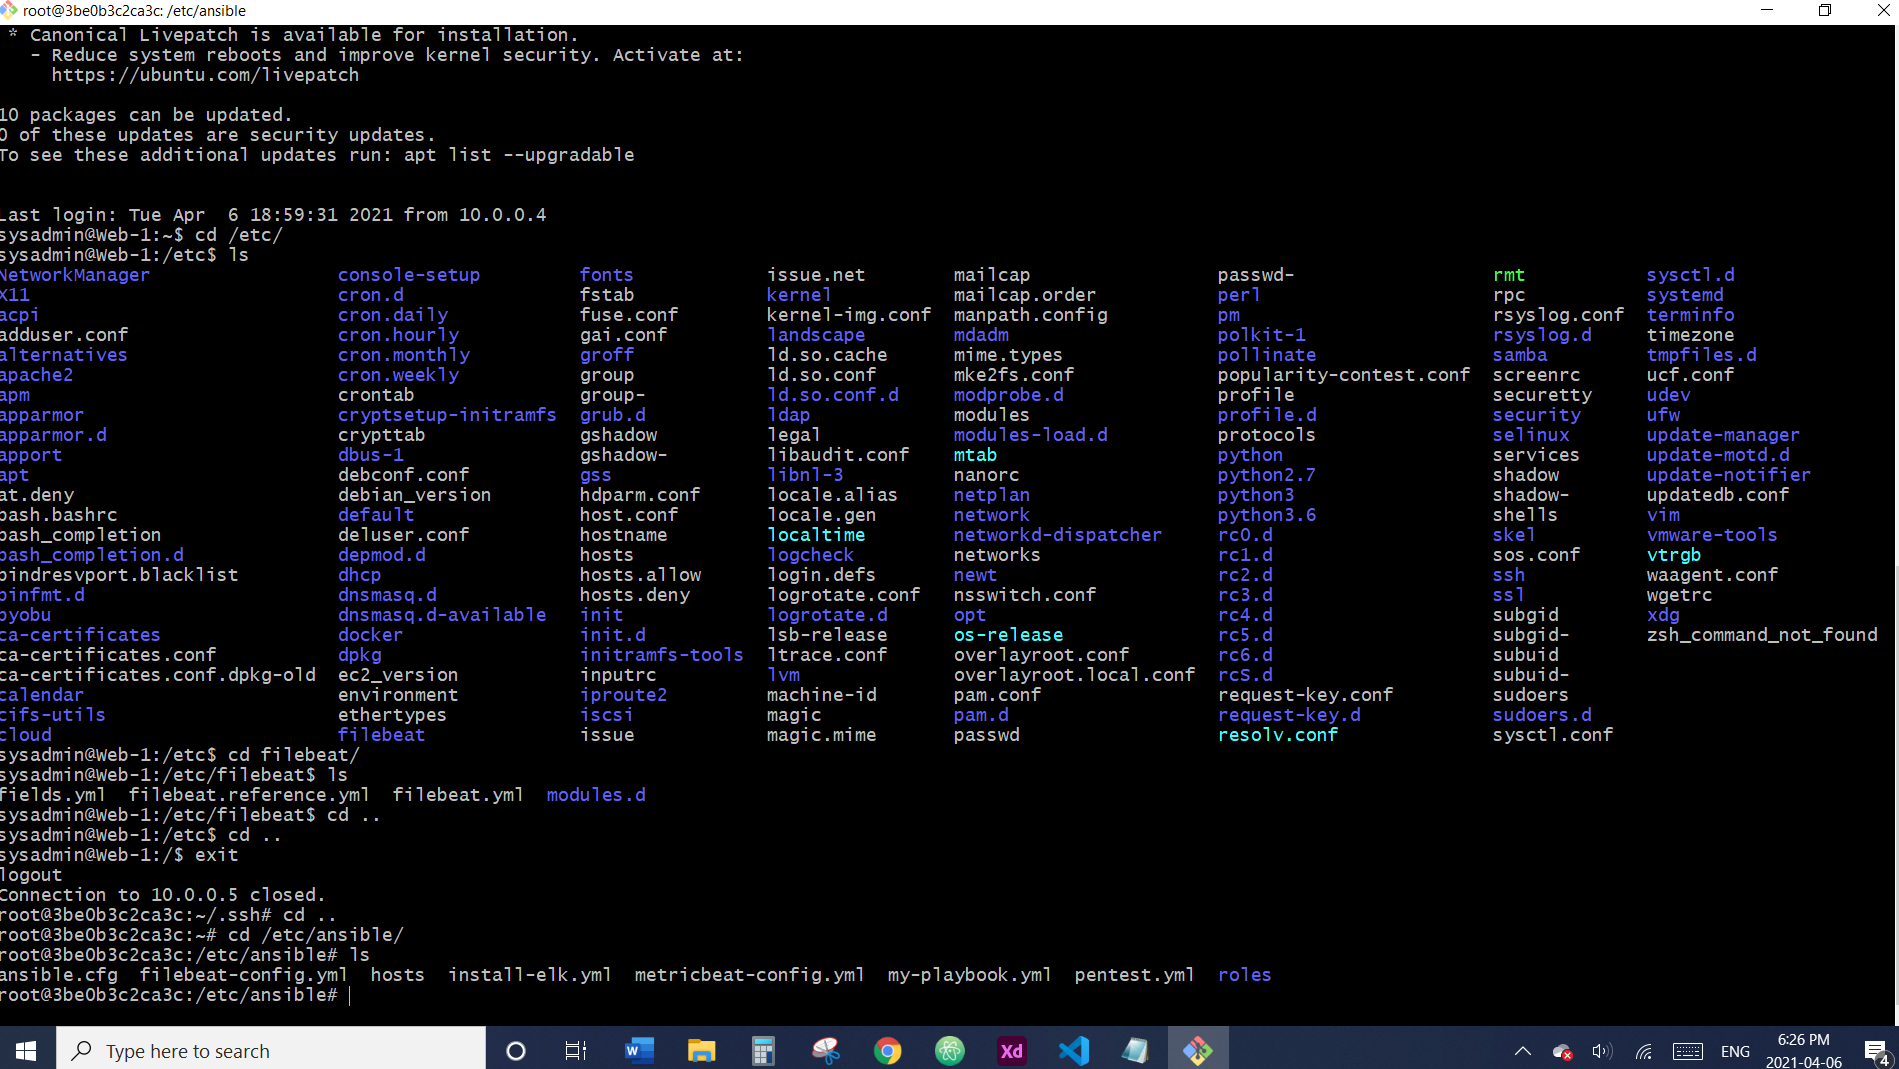 root@3be0b3c2ca3c: /etc/ansible
* Canonical Livepatch is available for installation.
- Reduce system reboots and improve kernel security. Activate at:
https://ubuntu.com/livepatch
10 packages can be updated.
0 of these updates are security updates.
To see these additional updates run: apt list --upgradable
Last login: Tue Apr  6 18:59:31 2021 from 10.0.0.4
sysadmin@Web-1:~$ cd /etc/
sysadmin@Web-1:/etc$ ls
NetworkManager console-setup fonts issue.net mailcap passwd- rmt sysctl.d
X11 cron.d fstab kernel mailcap.order perl rpc systemd
acpi cron.daily fuse.conf kernel-img.conf manpath.config pm rsyslog.conf terminfo
adduser.conf cron.hourly gai.conf landscape mdadm polkit-1 rsyslog.d timezone
alternatives cron.monthly groff ld.so.cache mime.types pollinate samba tmpfiles.d
apache2 cron.weekly group ld.so.conf mke2fs.conf popularity-contest.conf screenrc ucf.conf
apm crontab group- ld.so.conf.d modprobe.d profile securetty udev
apparmor cryptsetup-initramfs grub.d ldap modules profile.d security ufw
apparmor.d crypttab gshadow legal modules-load.d protocols selinux update-manager
apport dbus-1 gshadow- libaudit.conf mtab python services update-motd.d
apt debconf.conf gss libnl-3 nanorc python2.7 shadow update-notifier
at.deny debian_version hdparm.conf locale.alias netplan python3 shadow- updatedb.conf
bash.bashrc default host.conf locale.gen network python3.6 shells vim
bash_completion deluser.conf hostname localtime networkd-dispatcher rc0.d skel vmware-tools
bash_completion.d depmod.d hosts logcheck networks rc1.d sos.conf vtrgb
bindresvport.blacklist dhcp hosts.allow login.defs newt rc2.d ssh waagent.conf
binfmt.d dnsmasq.d hosts.deny logrotate.conf nsswitch.conf rc3.d ssl wgetrc
byobu dnsmasq.d-available init logrotate.d opt rc4.d subgid xdg
ca-certificates docker init.d lsb-release os-release rc5.d subgid- zsh_command_not_found
ca-certificates.conf dpkg initramfs-tools ltrace.conf overlayroot.conf rc6.d subuid
ca-certificates.conf.dpkg-old ec2_version inputrc lvm overlayroot.local.conf rcS.d subuid-
calendar environment iproute2 machine-id pam.conf request-key.conf sudoers
cifs-utils ethertypes iscsi magic pam.d request-key.d sudoers.d
cloud filebeat issue magic.mime passwd resolv.conf sysctl.conf
sysadmin@Web-1:/etc$ cd filebeat/
sysadmin@Web-1:/etc/filebeat$ ls
fields.yml  filebeat.reference.yml  filebeat.yml  modules.d
sysadmin@Web-1:/etc/filebeat$ cd ..
sysadmin@Web-1:/etc$ cd ..
sysadmin@Web-1:/$ exit
logout
Connection to 10.0.0.5 closed.
root@3be0b3c2ca3c:~/.ssh# cd ..
root@3be0b3c2ca3c:~# cd /etc/ansible/
root@3be0b3c2ca3c:/etc/ansible# ls
ansible.cfg  filebeat-config.yml  hosts  install-elk.yml  metricbeat-config.yml  my-playbook.yml  pentest.yml  roles
root@3be0b3c2ca3c:/etc/ansible#
Type here to search
W
Xd
ENG
6:26 PM
2021-04-06
4